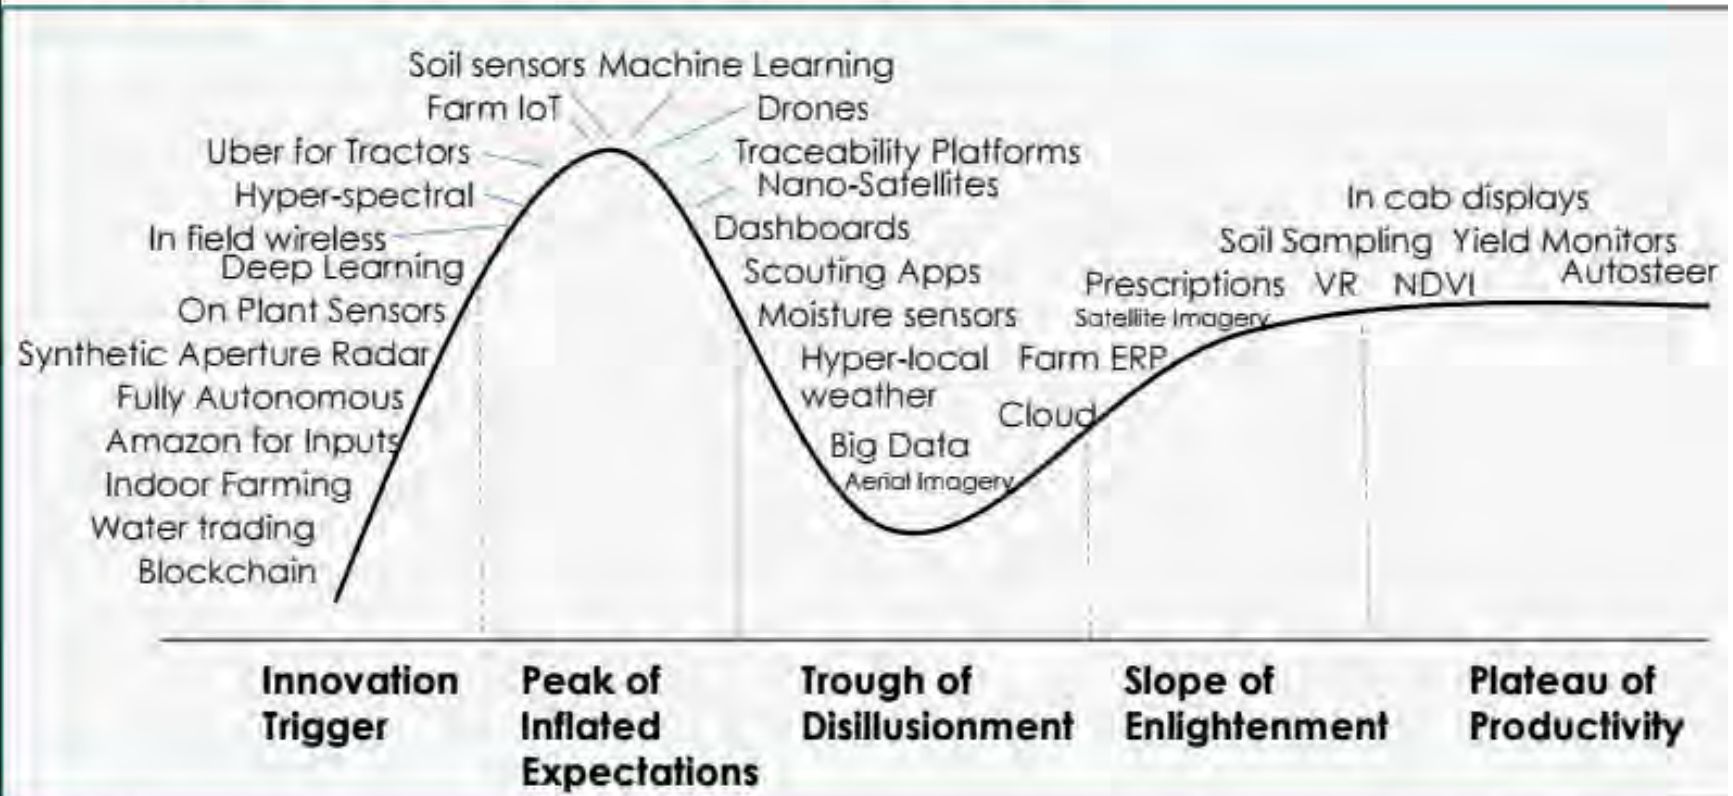 Soil sensors Machine Learning
Farm IoT Drones
Uber for Tractors Traceability Platforms
Hyper-spectral Nano-Satellites In cab displays
In field wireless Dashboards Soil Sampling Yield Monitors
Deep Learning Scouting Apps Prescriptions VR NDVI Autosteer
On Plant Sensors Moisture sensors Satellite Imagery
Synthetic Aperture Radar Hyper-local Farm ERP
Fully Autonomous weather Cloud
Amazon for Inputs Big Data
Indoor Farming Aerial Imagery
Water trading
Blockchain
Innovation Peak of Trough of Slope of Plateau of
Trigger Inflated Disillusionment Enlightenment Productivity
Expectations